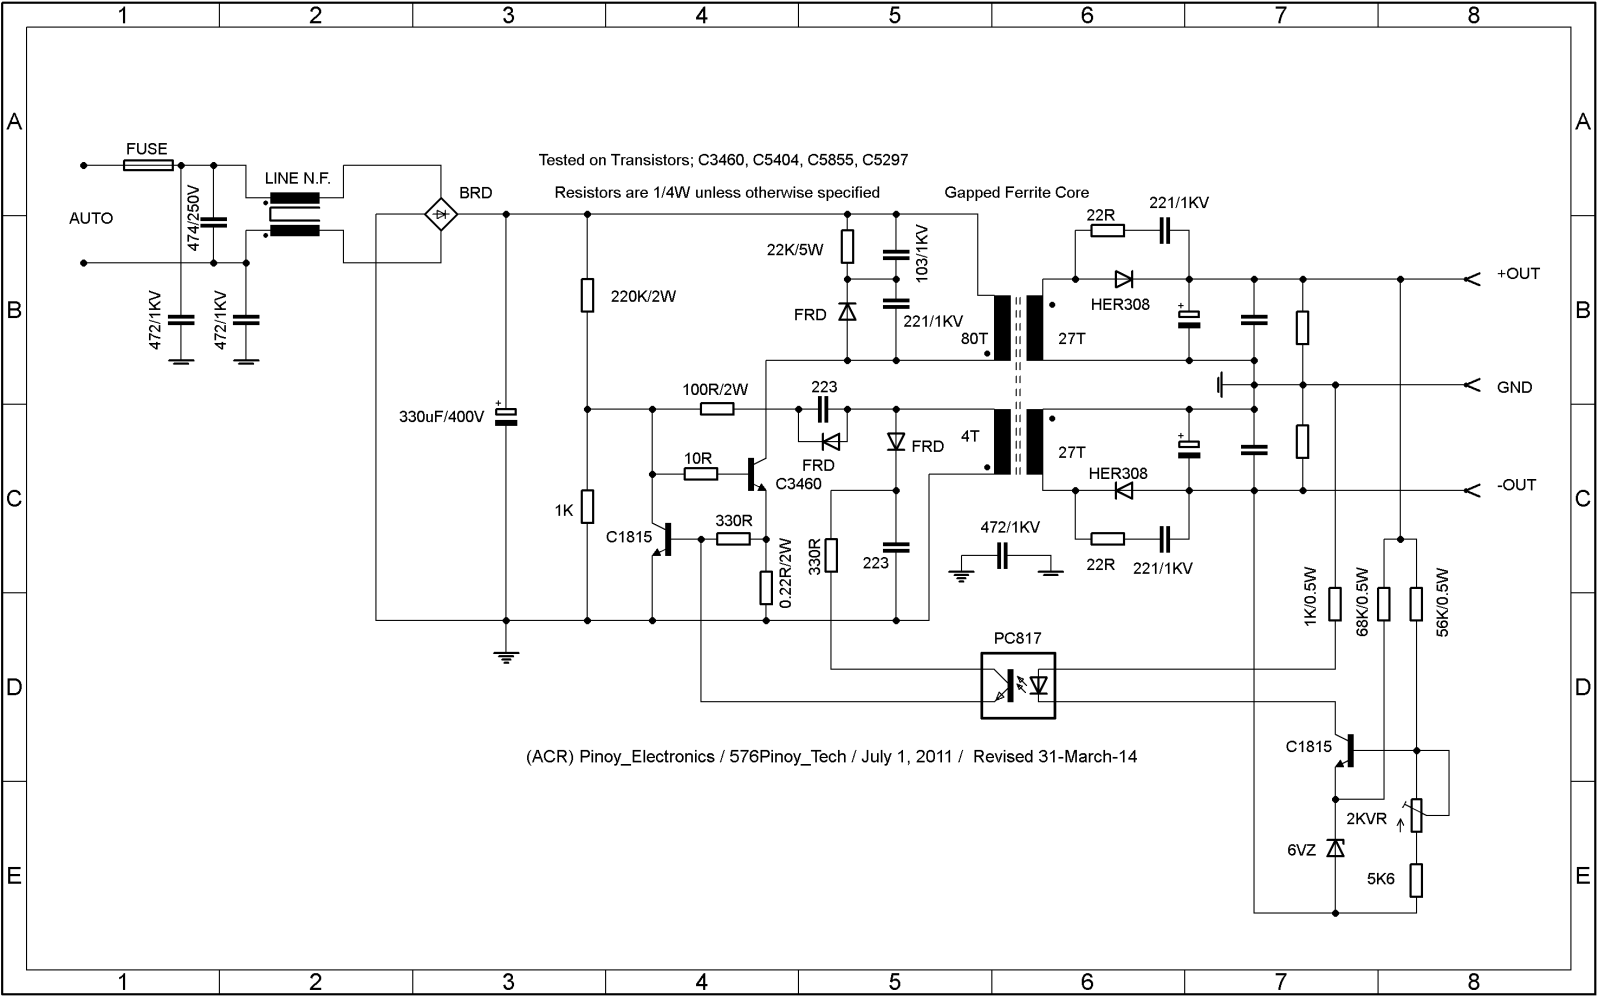 1 2 3 4 5 6 7 8
A A
FUSE
Tested on Transistors; C3460, C5404, C5855, C5297
LINE N.F.
BRD
Resistors are 1/4W unless otherwise specified
Gapped Ferrite Core
221/1KV
22R
474/250V
AUTO
22K/5W
103/1KV
+OUT
B B
220K/2W
HER308
472/1KV
472/1KV
FRD
221/1KV
80T
27T
+
100R/2W
223
GND
+
330uF/400V
4T
FRD
27T
+
FRD
10R
C3460
HER308
-OUT
C C
1K
330R
C1815
472/1KV
0.22R/2W
330R
223
22R
221/1KV
1K/0.5W
68K/0.5W
56K/0.5W
PC817
D D
(ACR) Pinoy_Electronics / 576Pinoy_Tech / July 1, 2011 / Revised 31-March-14
C1815
2KVR
6VZ
5K6
E E
1 2 3 4 5 6 7 8